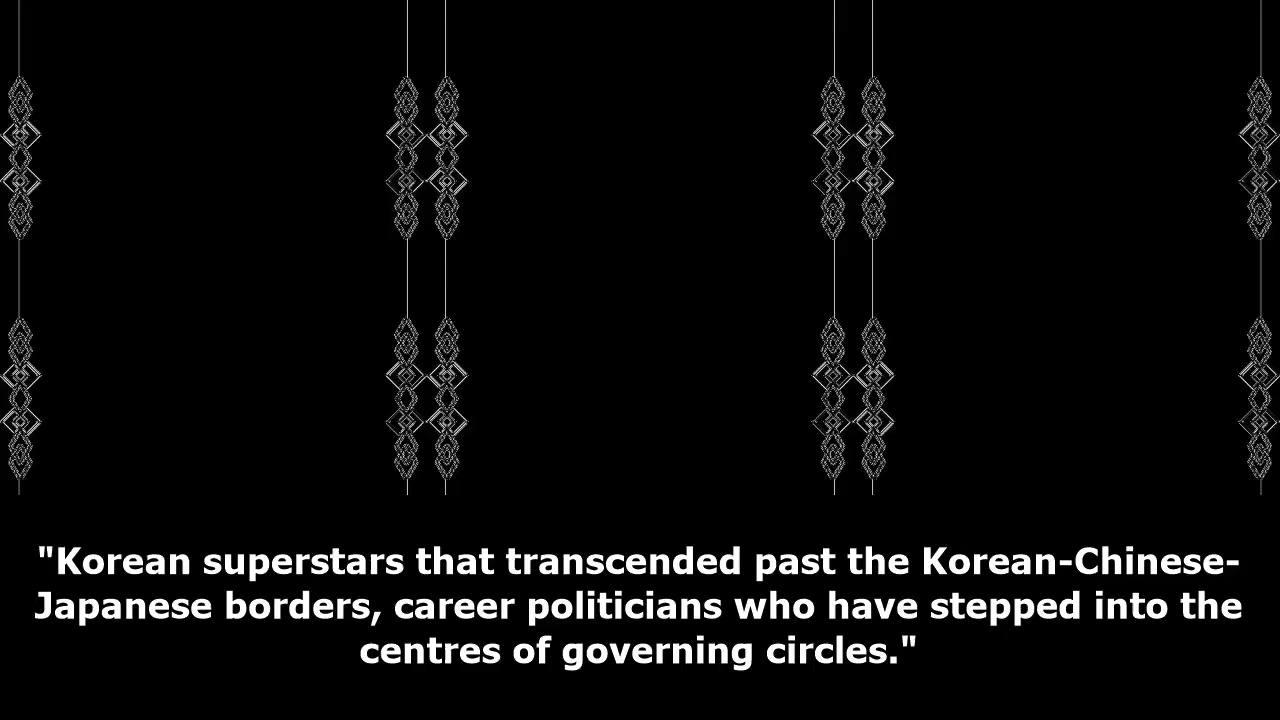 "Korean superstars that transcended past the Korean-Chinese-
Japanese borders, career politicians who have stepped into the
centres of governing circles."